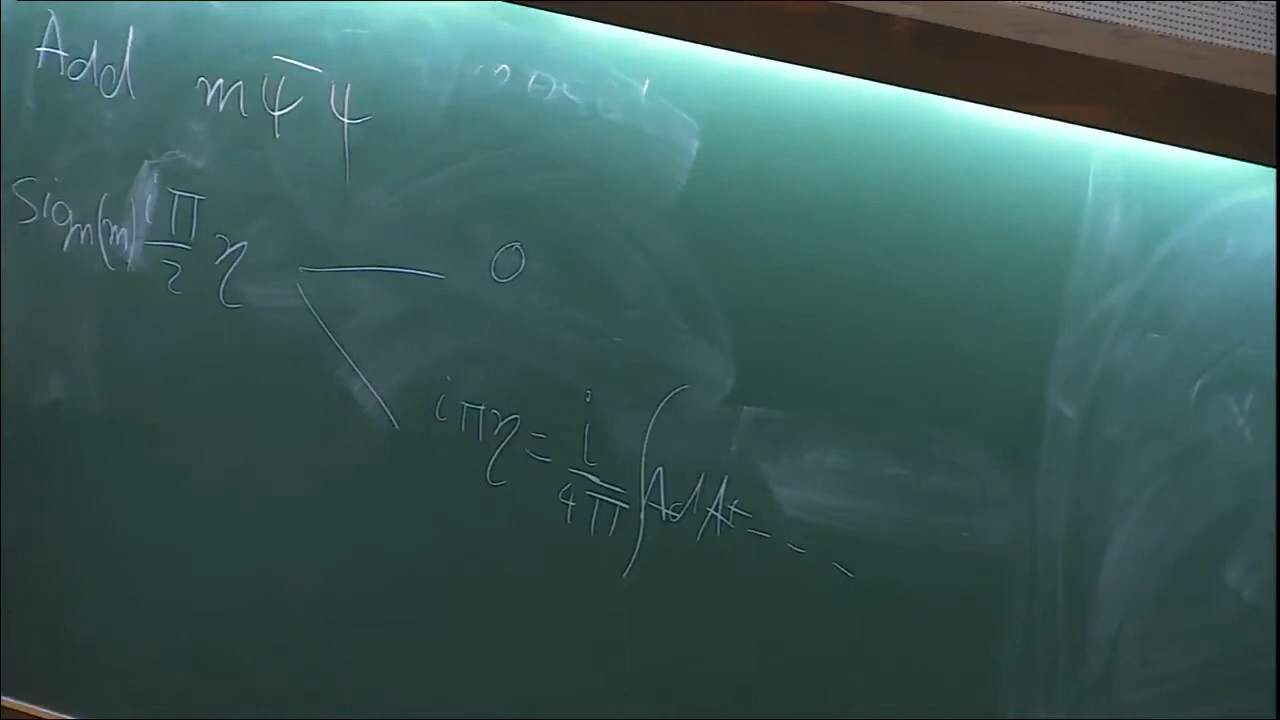 Add mψ̄ψ
Sign(m) iπ/2 η — 0
iπη = i/4π ∫ AdA + - - -